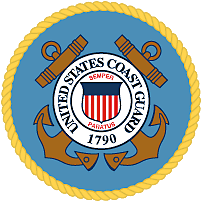 UNITED STATES COAST GUARD
SEMPER
PARATUS
1790